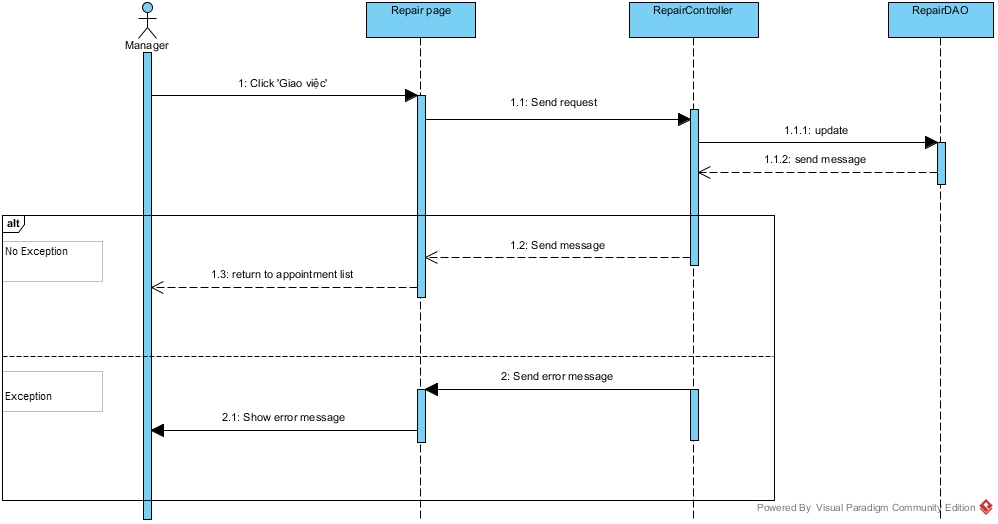 Repair page
RepairController
RepairDAO
Manager
1: Click 'Giao việc'
1.1: Send request
1.1.1: update
1.1.2: send message
alt
No Exception
1.2: Send message
1.3: return to appointment list
Exception
2: Send error message
2.1: Show error message
Powered By Visual Paradigm Community Edition